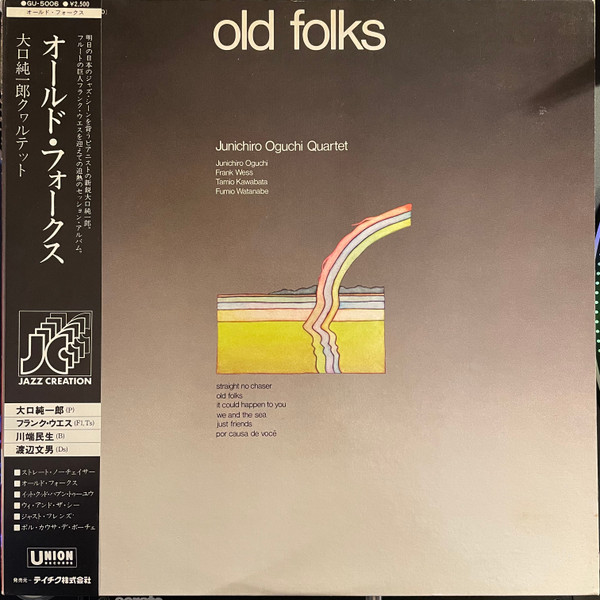 ●GU-5006 ●¥2,500
オールド・フォークス
オールド・フォークス
大口純一郎クヮルテット
明日の日本のジャズ・シーンを背うピアニストの新鋭大口純一郎、
フルートの巨人フランク・ウエスを迎えての追熱のセッション・アルバム。
JC
JAZZ CREATION
大口純一郎(P)
フランク・ウエス(Fl,Ts)
川端民生(B)
渡辺文男(Ds)
■ストレート・ノーチェイサー
■オールド・フォークス
■イット・クッド・ハプン・トゥー・ユウ
■ウィ・アンド・ザ・シー
■ジャスト・フレンズ
■ポル・カウサ・デ・ボーチェ
UNION
RECORDS
発売元— テイチク株式会社
old folks
Junichiro Oguchi Quartet
Junichiro Oguchi
Frank Wess
Tamio Kawabata
Fumio Watanabe
straight no chaser
old folks
it could happen to you
we and the sea
just friends
por causa de você